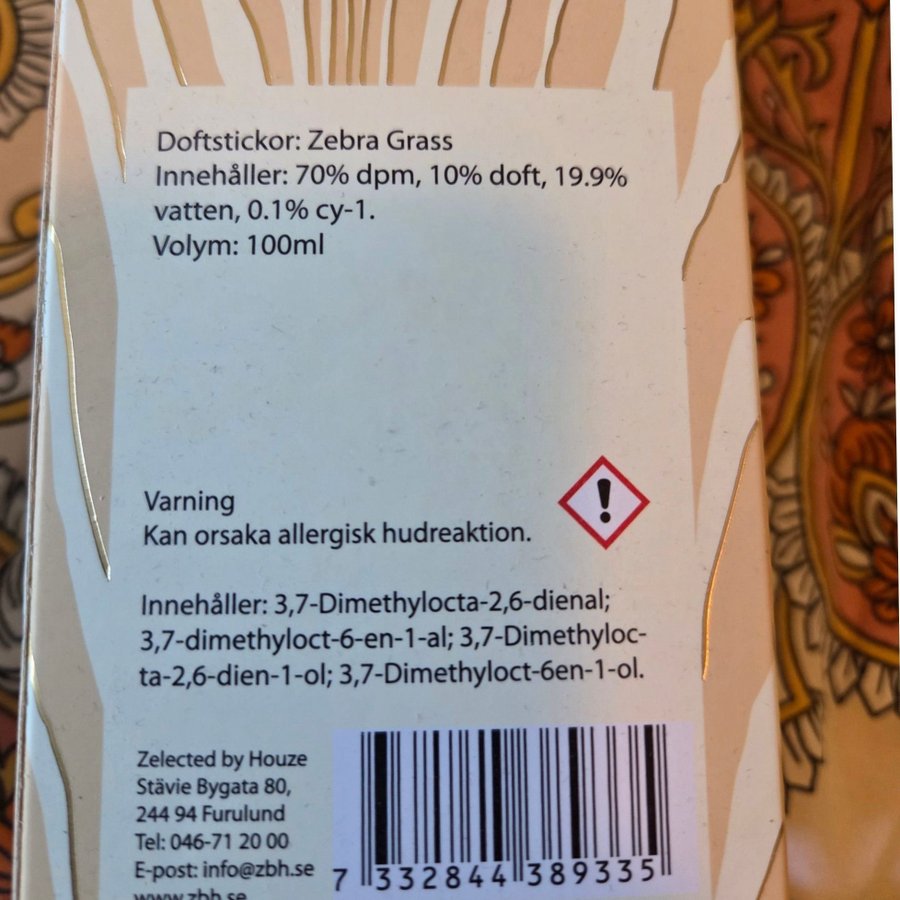 Doftstickor: Zebra Grass
Innehåller: 70% dpm, 10% doft, 19.9%
vatten, 0.1% cy-1.
Volym: 100ml
Varning
Kan orsaka allergisk hudreaktion.
Innehåller: 3,7-Dimethylocta-2,6-dienal;
3,7-dimethyloct-6-en-1-al; 3,7-Dimethyloc-
ta-2,6-dien-1-ol; 3,7-Dimethyloct-6en-1-ol.
Zelected by Houze
Stävie Bygata 80,
244 94 Furulund
Tel: 046-71 20 00
E-post: info@zbh.se
www.zbh.se
7 332844 389335